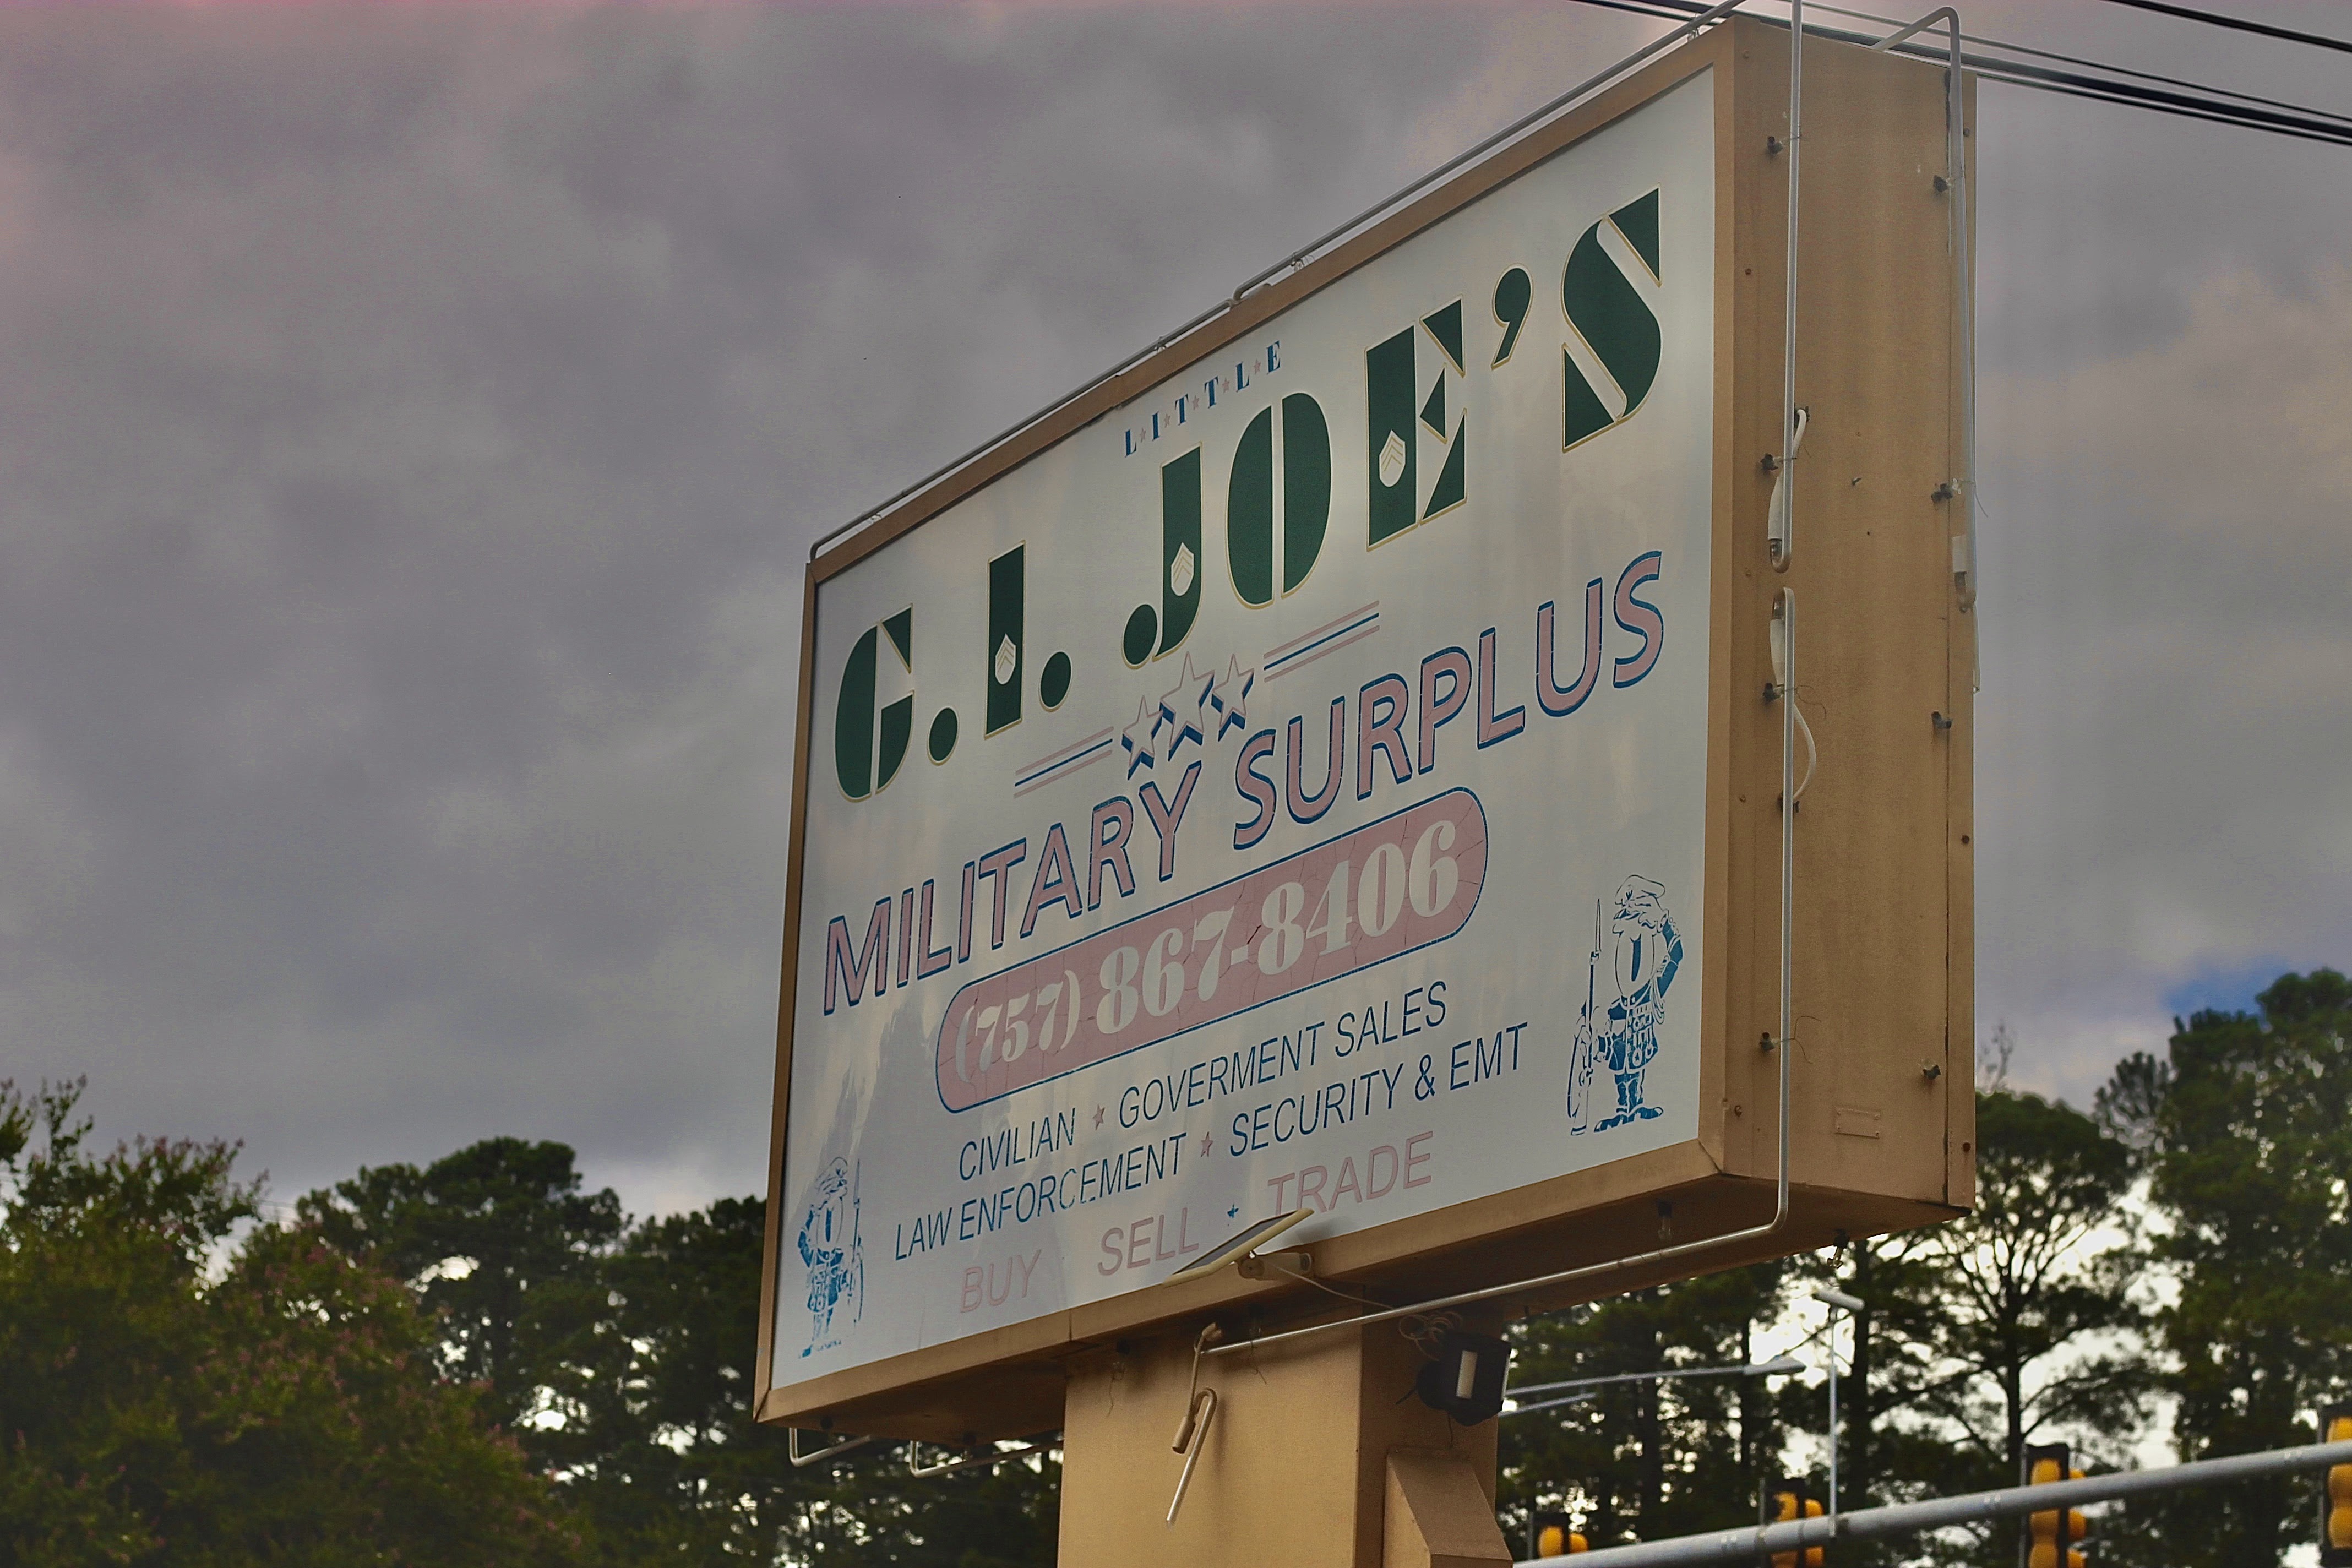 LITTLE
G.I. JOE'S
MILITARY SURPLUS
(757) 867-8406
CIVILIAN ★ GOVERMENT SALES
LAW ENFORCEMENT ★ SECURITY & EMT
BUY SELL ★ TRADE